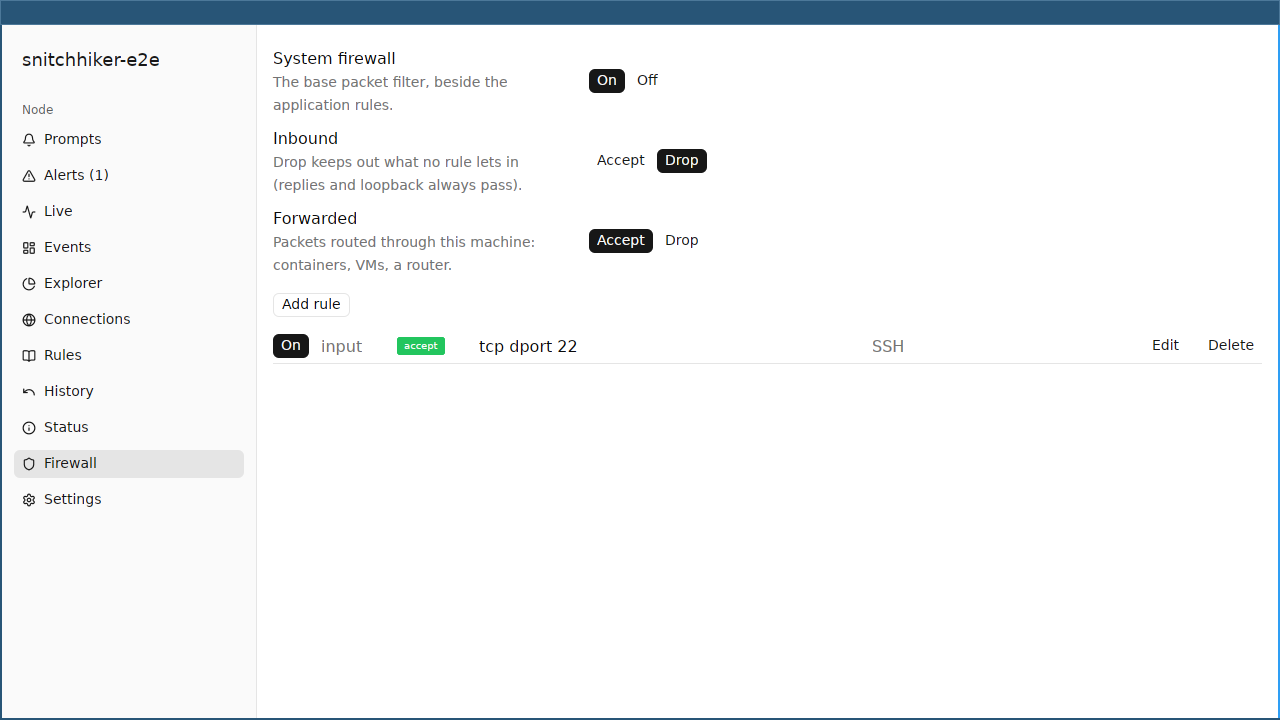 snitchhiker-e2e
Node
Prompts
Alerts (1)
Live
Events
Explorer
Connections
Rules
History
Status
Firewall
Settings
System firewall
The base packet filter, beside the
application rules.
On Off
Inbound
Drop keeps out what no rule lets in
(replies and loopback always pass).
Accept Drop
Forwarded
Packets routed through this machine:
containers, VMs, a router.
Accept Drop
Add rule
On input accept tcp dport 22 SSH Edit Delete